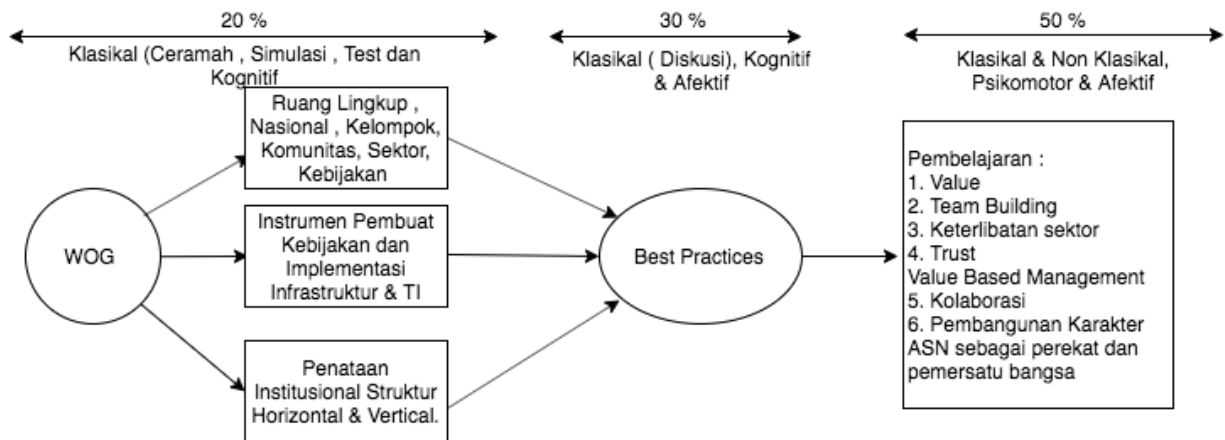 20 %
Klasikal (Ceramah , Simulasi , Test dan
Kognitif
30 %
Klasikal ( Diskusi), Kognitif
& Afektif
50 %
Klasikal & Non Klasikal,
Psikomotor & Afektif
WOG
Ruang Lingkup ,
Nasional , Kelompok,
Komunitas, Sektor,
Kebijakan
Instrumen Pembuat
Kebijakan dan
Implementasi
Infrastruktur & TI
Penataan
Institusional Struktur
Horizontal & Vertical.
Best Practices
Pembelajaran :
1. Value
2. Team Building
3. Keterlibatan sektor
4. Trust
Value Based Management
5. Kolaborasi
6. Pembangunan Karakter
ASN sebagai perekat dan
pemersatu bangsa